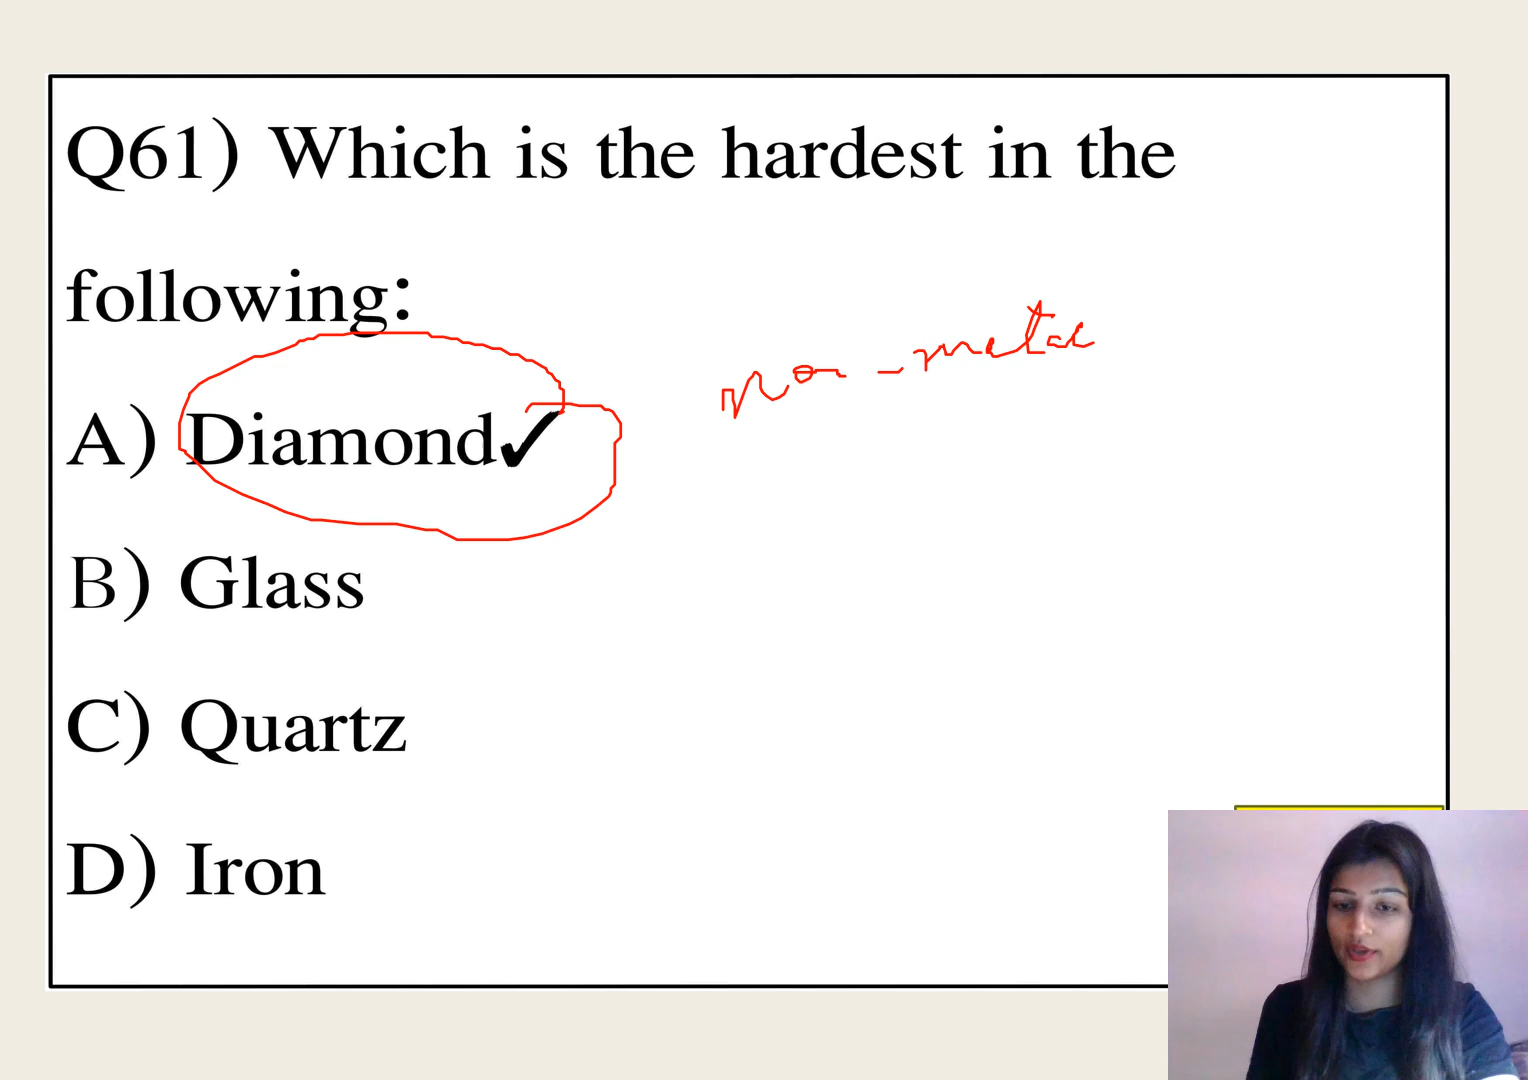 Q61) Which is the hardest in the
following:
non-metal
A) Diamond✓
B) Glass
C) Quartz
D) Iron